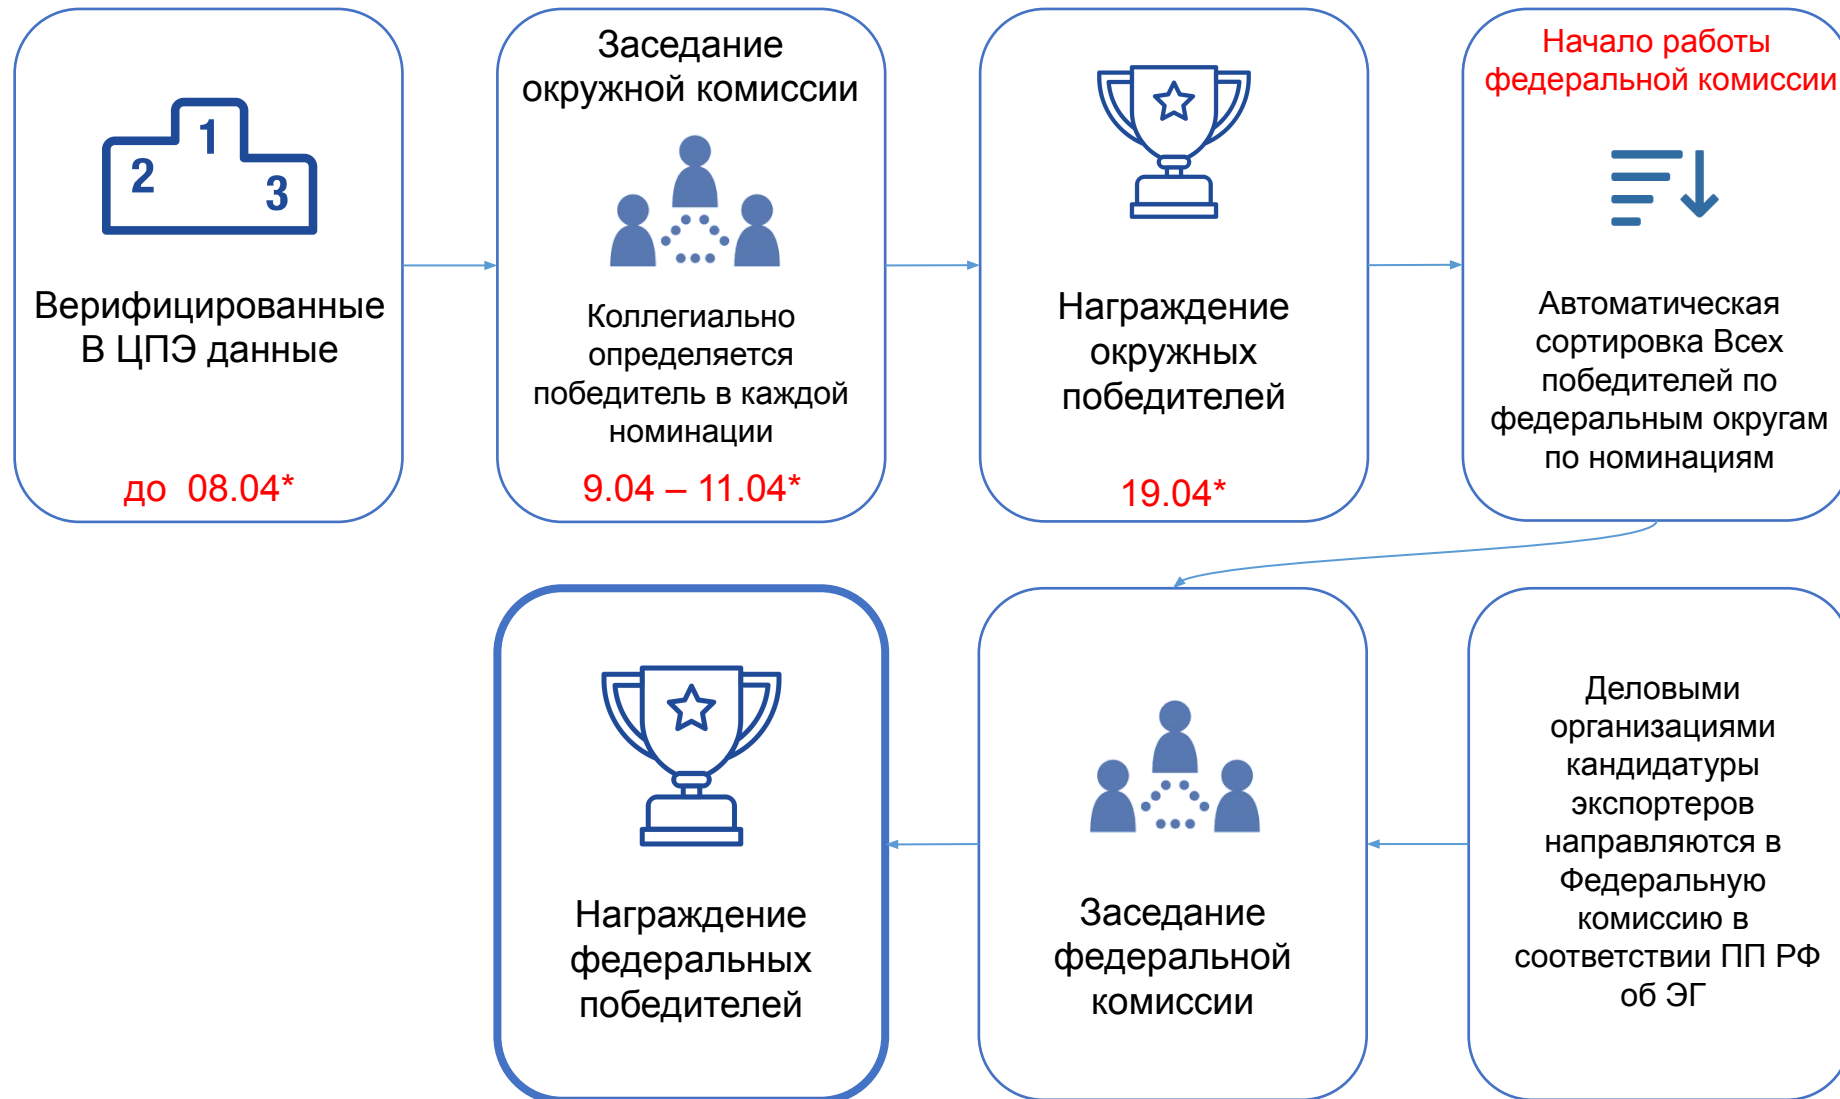 2
1
3
Верифицированные
В ЦПЭ данные
до 08.04*
Заседание
окружной комиссии
Коллегиально
определяется
победитель в каждой
номинации
9.04 – 11.04*
Награждение
окружных
победителей
19.04*
Начало работы
федеральной комиссии
Автоматическая
сортировка Всех
победителей по
федеральным округам
по номинациям
Награждение
федеральных
победителей
Заседание
федеральной
комиссии
Деловыми
организациями
кандидатуры
экспортеров
направляются в
Федеральную
комиссию в
соответствии ПП РФ
об ЭГ